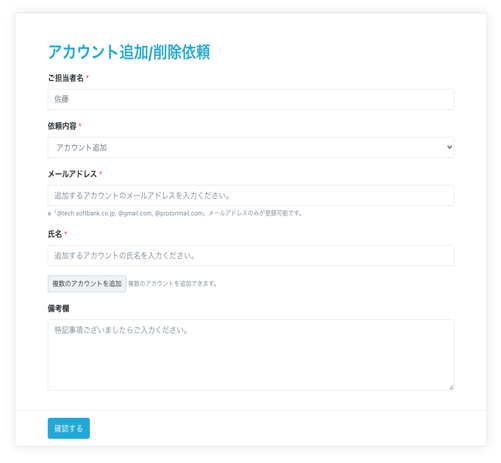 アカウント追加/削除依頼
ご担当者名 *
佐藤
依頼内容 *
アカウント追加
メールアドレス *
追加するアカウントのメールアドレスを入力ください。
※「@tech.softbank.co.jp, @gmail.com, @protonmail.com」メールアドレスのみが登録可能です。
氏名 *
追加するアカウントの氏名を入力ください。
複数のアカウントを追加 複数のアカウントを追加できます。
備考欄
特記事項ございましたらご入力ください。
確認する